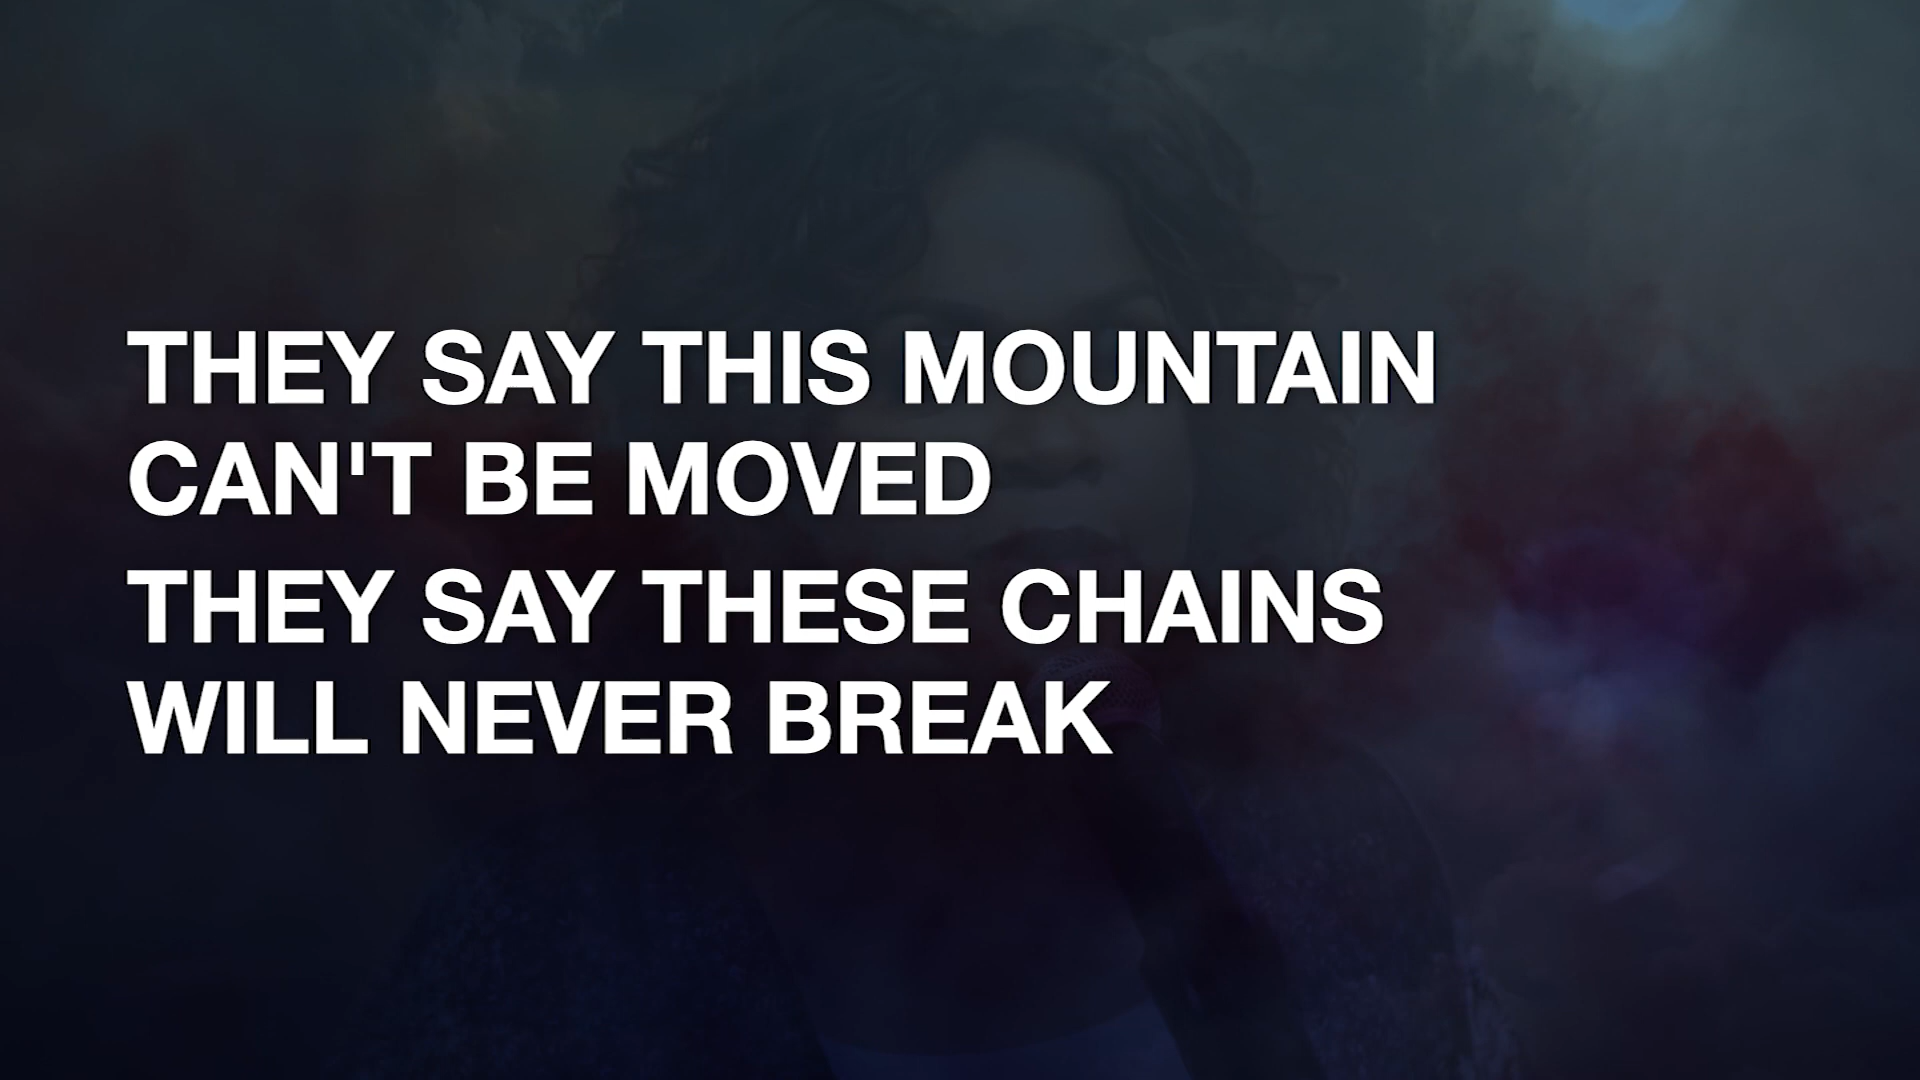 THEY SAY THIS MOUNTAIN
CAN'T BE MOVED
THEY SAY THESE CHAINS
WILL NEVER BREAK